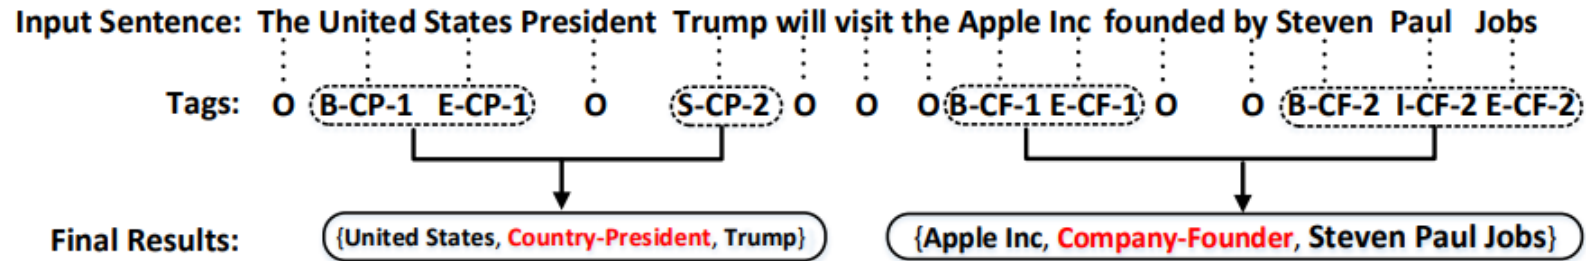 Input Sentence: The United States President Trump will visit the Apple Inc founded by Steven Paul Jobs
Tags: O B-CP-1 E-CP-1 O S-CP-2 O O O B-CF-1 E-CF-1 O O B-CF-2 I-CF-2 E-CF-2
Final Results: {United States, Country-President, Trump} {Apple Inc, Company-Founder, Steven Paul Jobs}